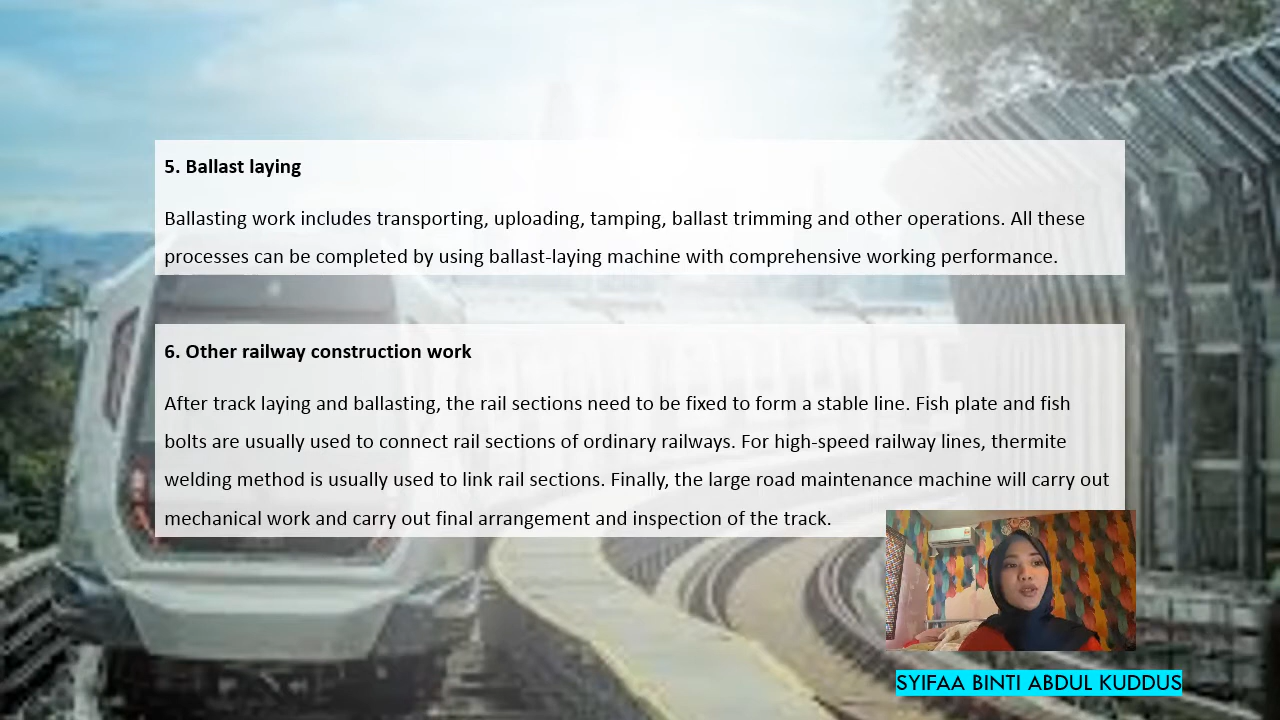 5. Ballast laying
Ballasting work includes transporting, uploading, tamping, ballast trimming and other operations. All these
processes can be completed by using ballast-laying machine with comprehensive working performance.
6. Other railway construction work
After track laying and ballasting, the rail sections need to be fixed to form a stable line. Fish plate and fish
bolts are usually used to connect rail sections of ordinary railways. For high-speed railway lines, thermite
welding method is usually used to link rail sections. Finally, the large road maintenance machine will carry out
mechanical work and carry out final arrangement and inspection of the track.
SYIFAA BINTI ABDUL KUDDUS